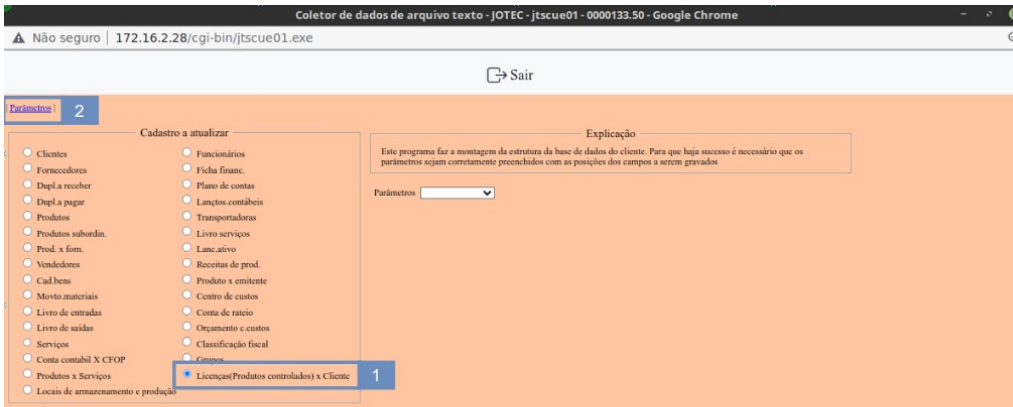 Coletor de dados de arquivo texto - JOTEC - jtscue01 - 0000133.50 - Google Chrome
Não seguro | 172.16.2.28/cgi-bin/jtscue01.exe
Sair
| Parâmetros |
2
Cadastro a atualizar
Clientes
Fornecedores
Dupl.a receber
Dupl.a pagar
Produtos
Produtos subordin.
Prod. x forn.
Vendedores
Cad.bens
Movto.materiais
Livro de entradas
Livro de saídas
Serviços
Conta contabil X CFOP
Produtos x Serviços
Locais de armazenamento e produção
Funcionários
Ficha financ.
Plano de contas
Lançtos.contábeis
Transportadoras
Livro serviços
Lanc.ativo
Receitas de prod.
Produto x emitente
Centro de custos
Conta de rateio
Orçamento c.custos
Classificação fiscal
Grupos
Licenças(Produtos controlados) x Cliente
1
Explicação
Este programa faz a montagem da estrutura da base de dados do cliente. Para que haja sucesso é necessário que os
parâmetros sejam corretamente preenchidos com as posições dos campos a serem gravados
Parâmetros